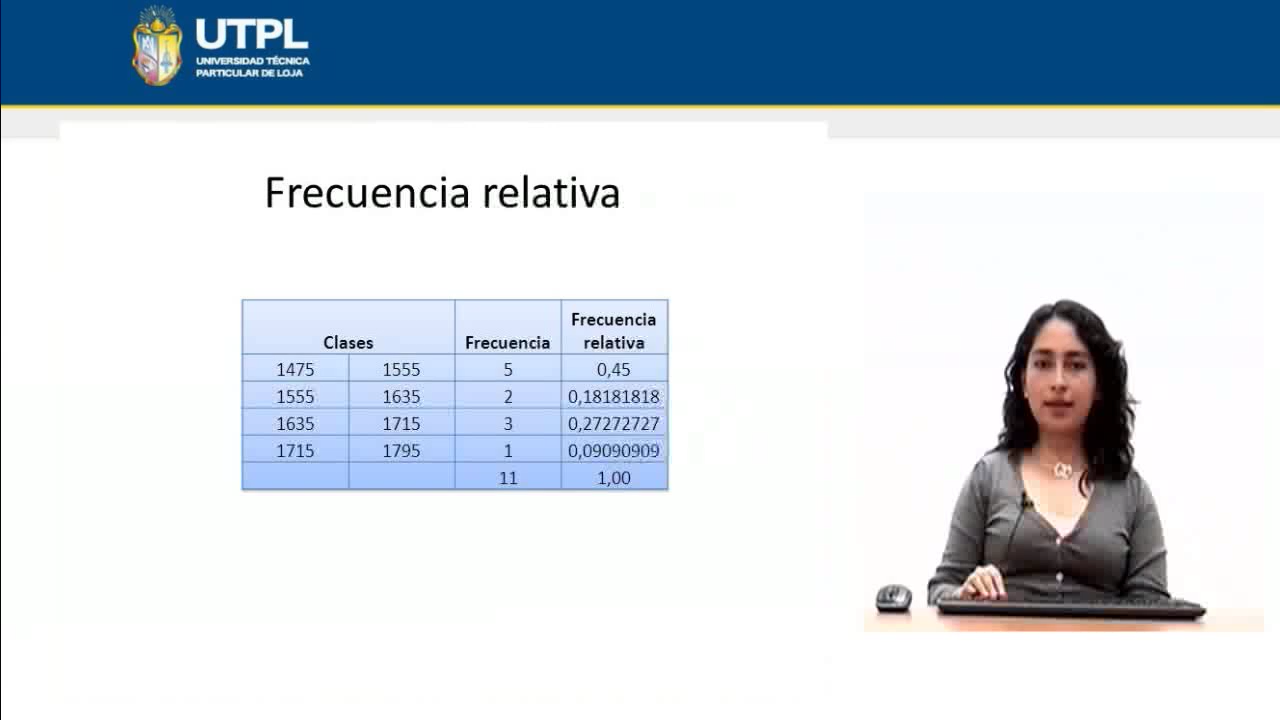 UTPL
UNIVERSIDAD TÉCNICA
PARTICULAR DE LOJA
Frecuencia relativa
Clases Frecuencia Frecuencia relativa
1475 1555 5 0,45
1555 1635 2 0,18181818
1635 1715 3 0,27272727
1715 1795 1 0,09090909
11 1,00